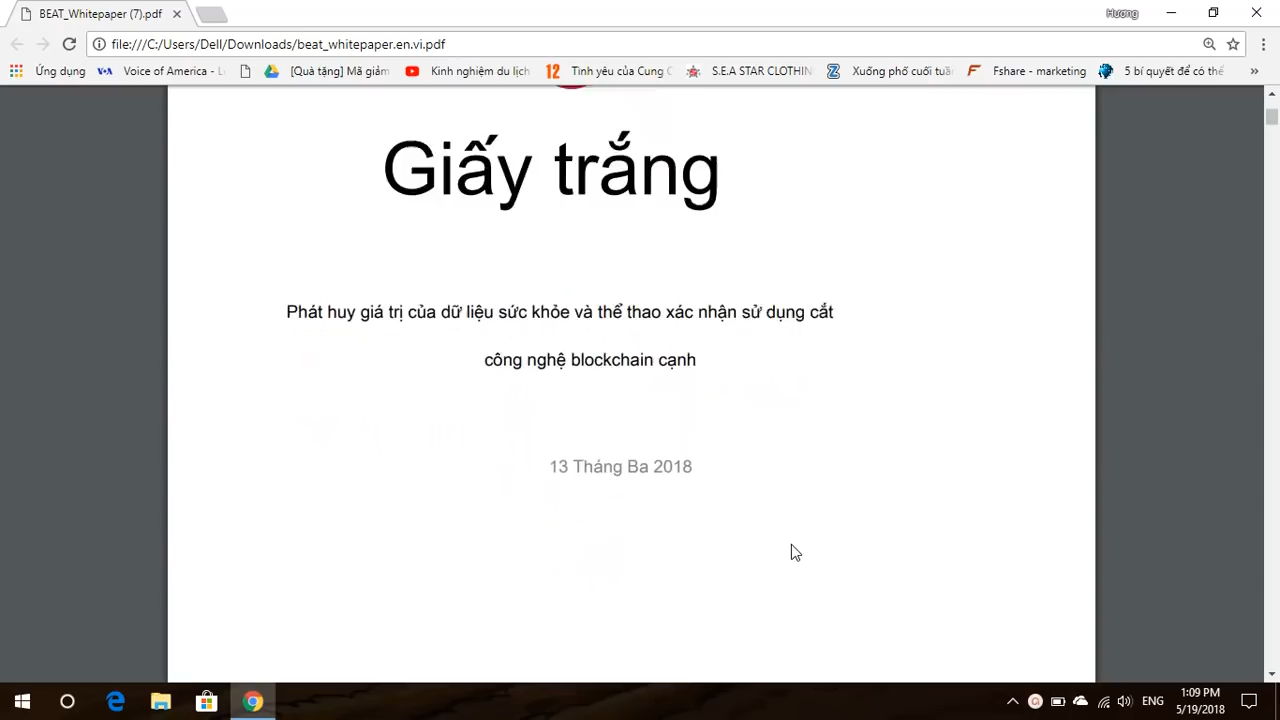 BEAT_Whitepaper (7).pdf
Hương
file:///C:/Users/Dell/Downloads/beat_whitepaper.en.vi.pdf
Ứng dụng
VOA
Voice of America - L
[Quà tặng] Mã giảm
Kinh nghiệm du lịch
12
Tình yêu của Cung C
S.E.A STAR CLOTHIN
Z
Xuống phố cuối tuần
F
Fshare - marketing
5 bí quyết để có thể
»
Giấy trắng
Phát huy giá trị của dữ liệu sức khỏe và thể thao xác nhận sử dụng cắt
công nghệ blockchain cạnh
13 Tháng Ba 2018
ENG
1:09 PM
5/19/2018